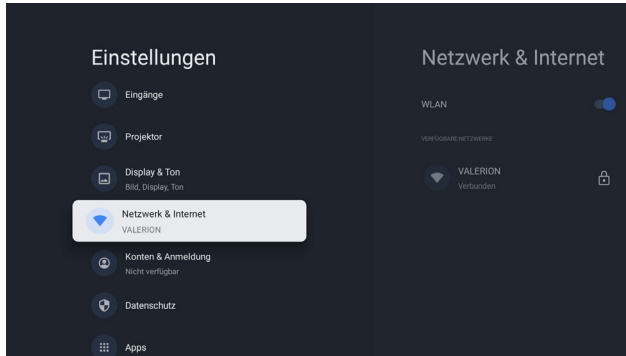 Einstellungen
Eingänge
Projektor
Display & Ton
Bild, Display, Ton
Netzwerk & Internet
VALERION
Konten & Anmeldung
Nicht verfügbar
Datenschutz
Apps
Netzwerk & Internet
WLAN
VERFÜGBARE NETZWERKE
VALERION
Verbunden